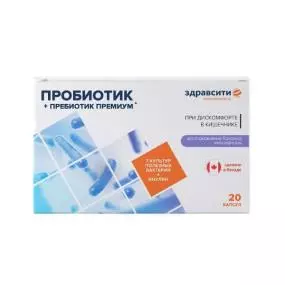 ПРОБИОТИК
+ ПРЕБИОТИК ПРЕМИУМ
здравсити
ПРИ ДИСКОМФОРТЕ
В КИШЕЧНИКЕ
7 КУЛЬТУР
ПОЛЕЗНЫХ
БАКТЕРИЙ +
ИНУЛИН
СДЕЛАНО
в Канаде
20
КАПСУЛ